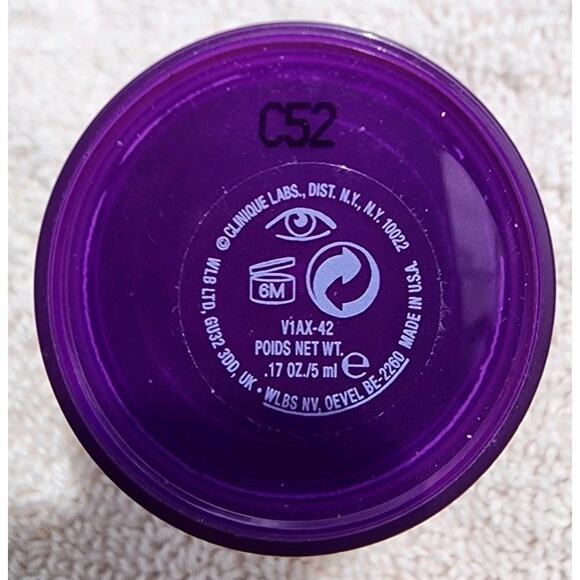 C52
© CLINIQUE LABS., DIST. N.Y., N.Y. 10022
WLB LTD, GU32 3DD, UK • WLBS NV, OEVEL BE-2260 MADE IN U.S.A.
6M
V1AX-42
POIDS NET WT.
.17 OZ./5 ml ℮